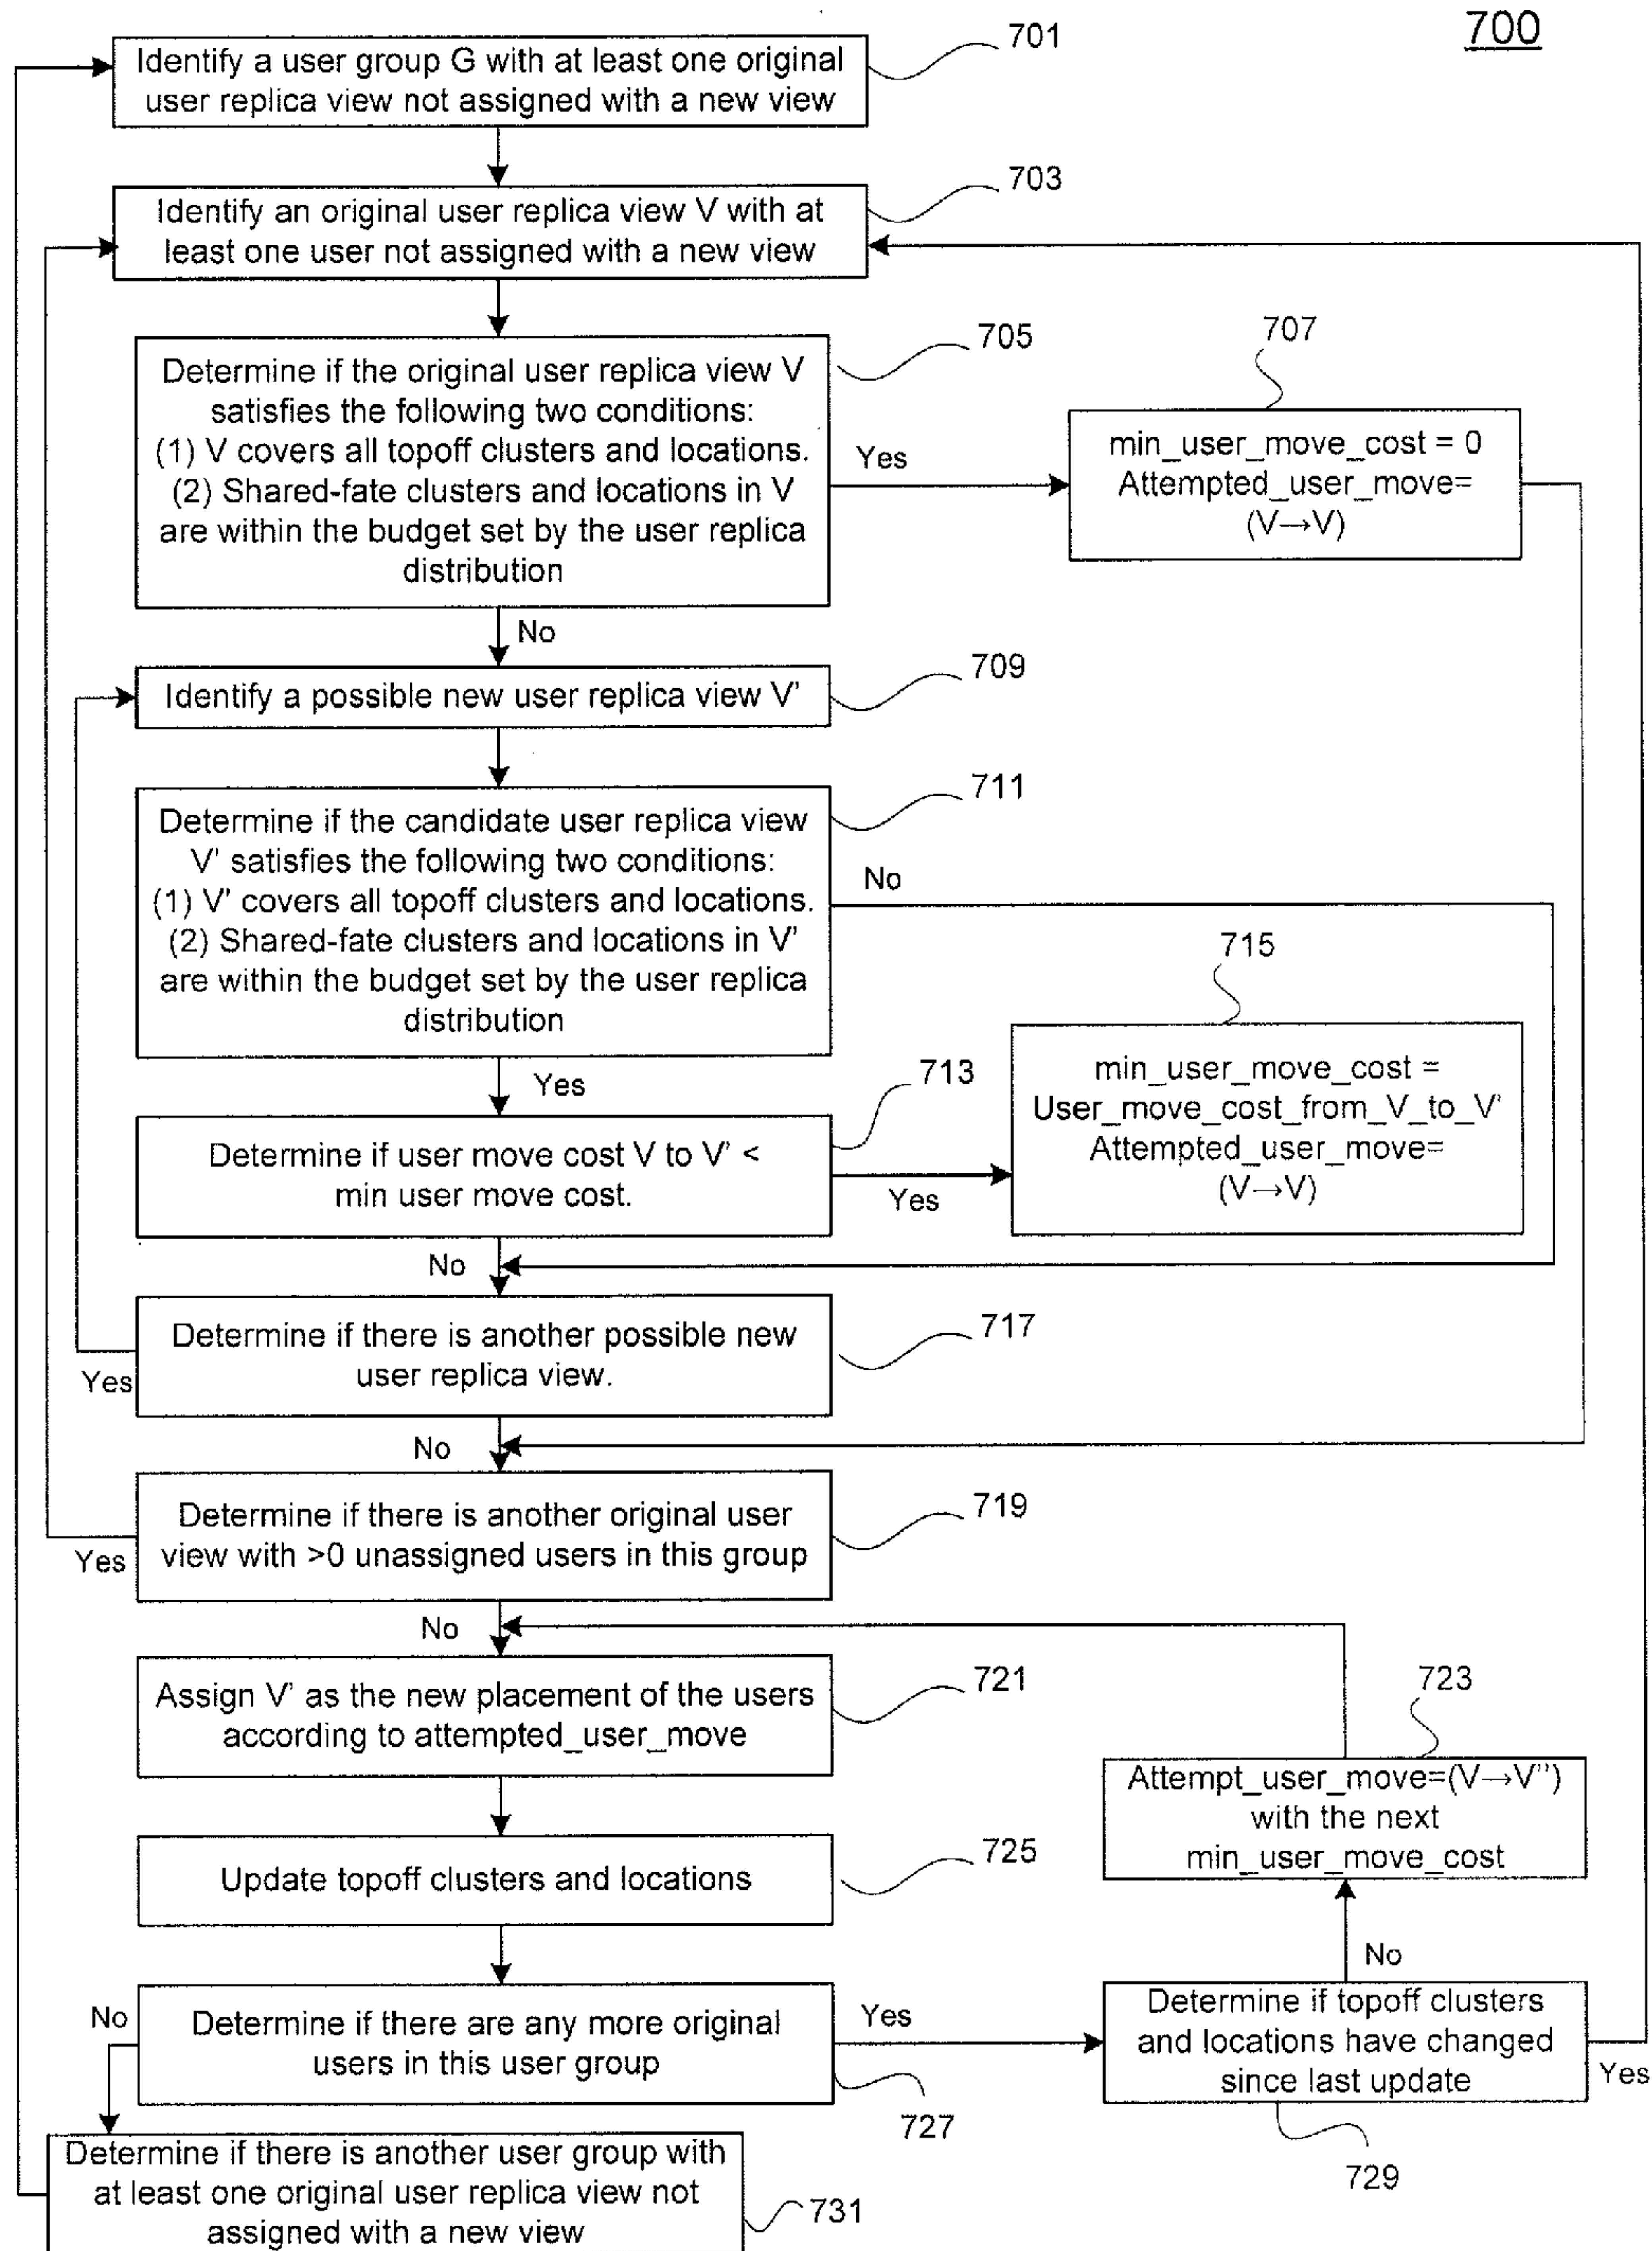 700
701
Identify a user group G with at least one original
user replica view not assigned with a new view
703
Identify an original user replica view V with at
least one user not assigned with a new view
705
Determine if the original user replica view V
satisfies the following two conditions:
(1) V covers all topoff clusters and locations.
(2) Shared-fate clusters and locations in V
are within the budget set by the user replica
distribution
Yes
707
min_user_move_cost = 0
Attempted_user_move=
(V→V)
No
709
Identify a possible new user replica view V'
711
Determine if the candidate user replica view
V' satisfies the following two conditions:
(1) V' covers all topoff clusters and locations.
(2) Shared-fate clusters and locations in V'
are within the budget set by the user replica
distribution
No
715
min_user_move_cost =
User_move_cost_from_V_to_V'
Attempted_user_move=
(V→V)
Yes
713
Determine if user move cost V to V' <
min user move cost.
Yes
No
717
Determine if there is another possible new
user replica view.
Yes
No
719
Determine if there is another original user
view with >0 unassigned users in this group
Yes
No
721
Assign V' as the new placement of the users
according to attempted_user_move
723
Attempt_user_move=(V→V'')
with the next
min_user_move_cost
725
Update topoff clusters and locations
No
No
Determine if there are any more original
users in this user group
Yes
727
Determine if topoff clusters
and locations have changed
since last update
Yes
729
Determine if there is another user group with
at least one original user replica view not
assigned with a new view
731